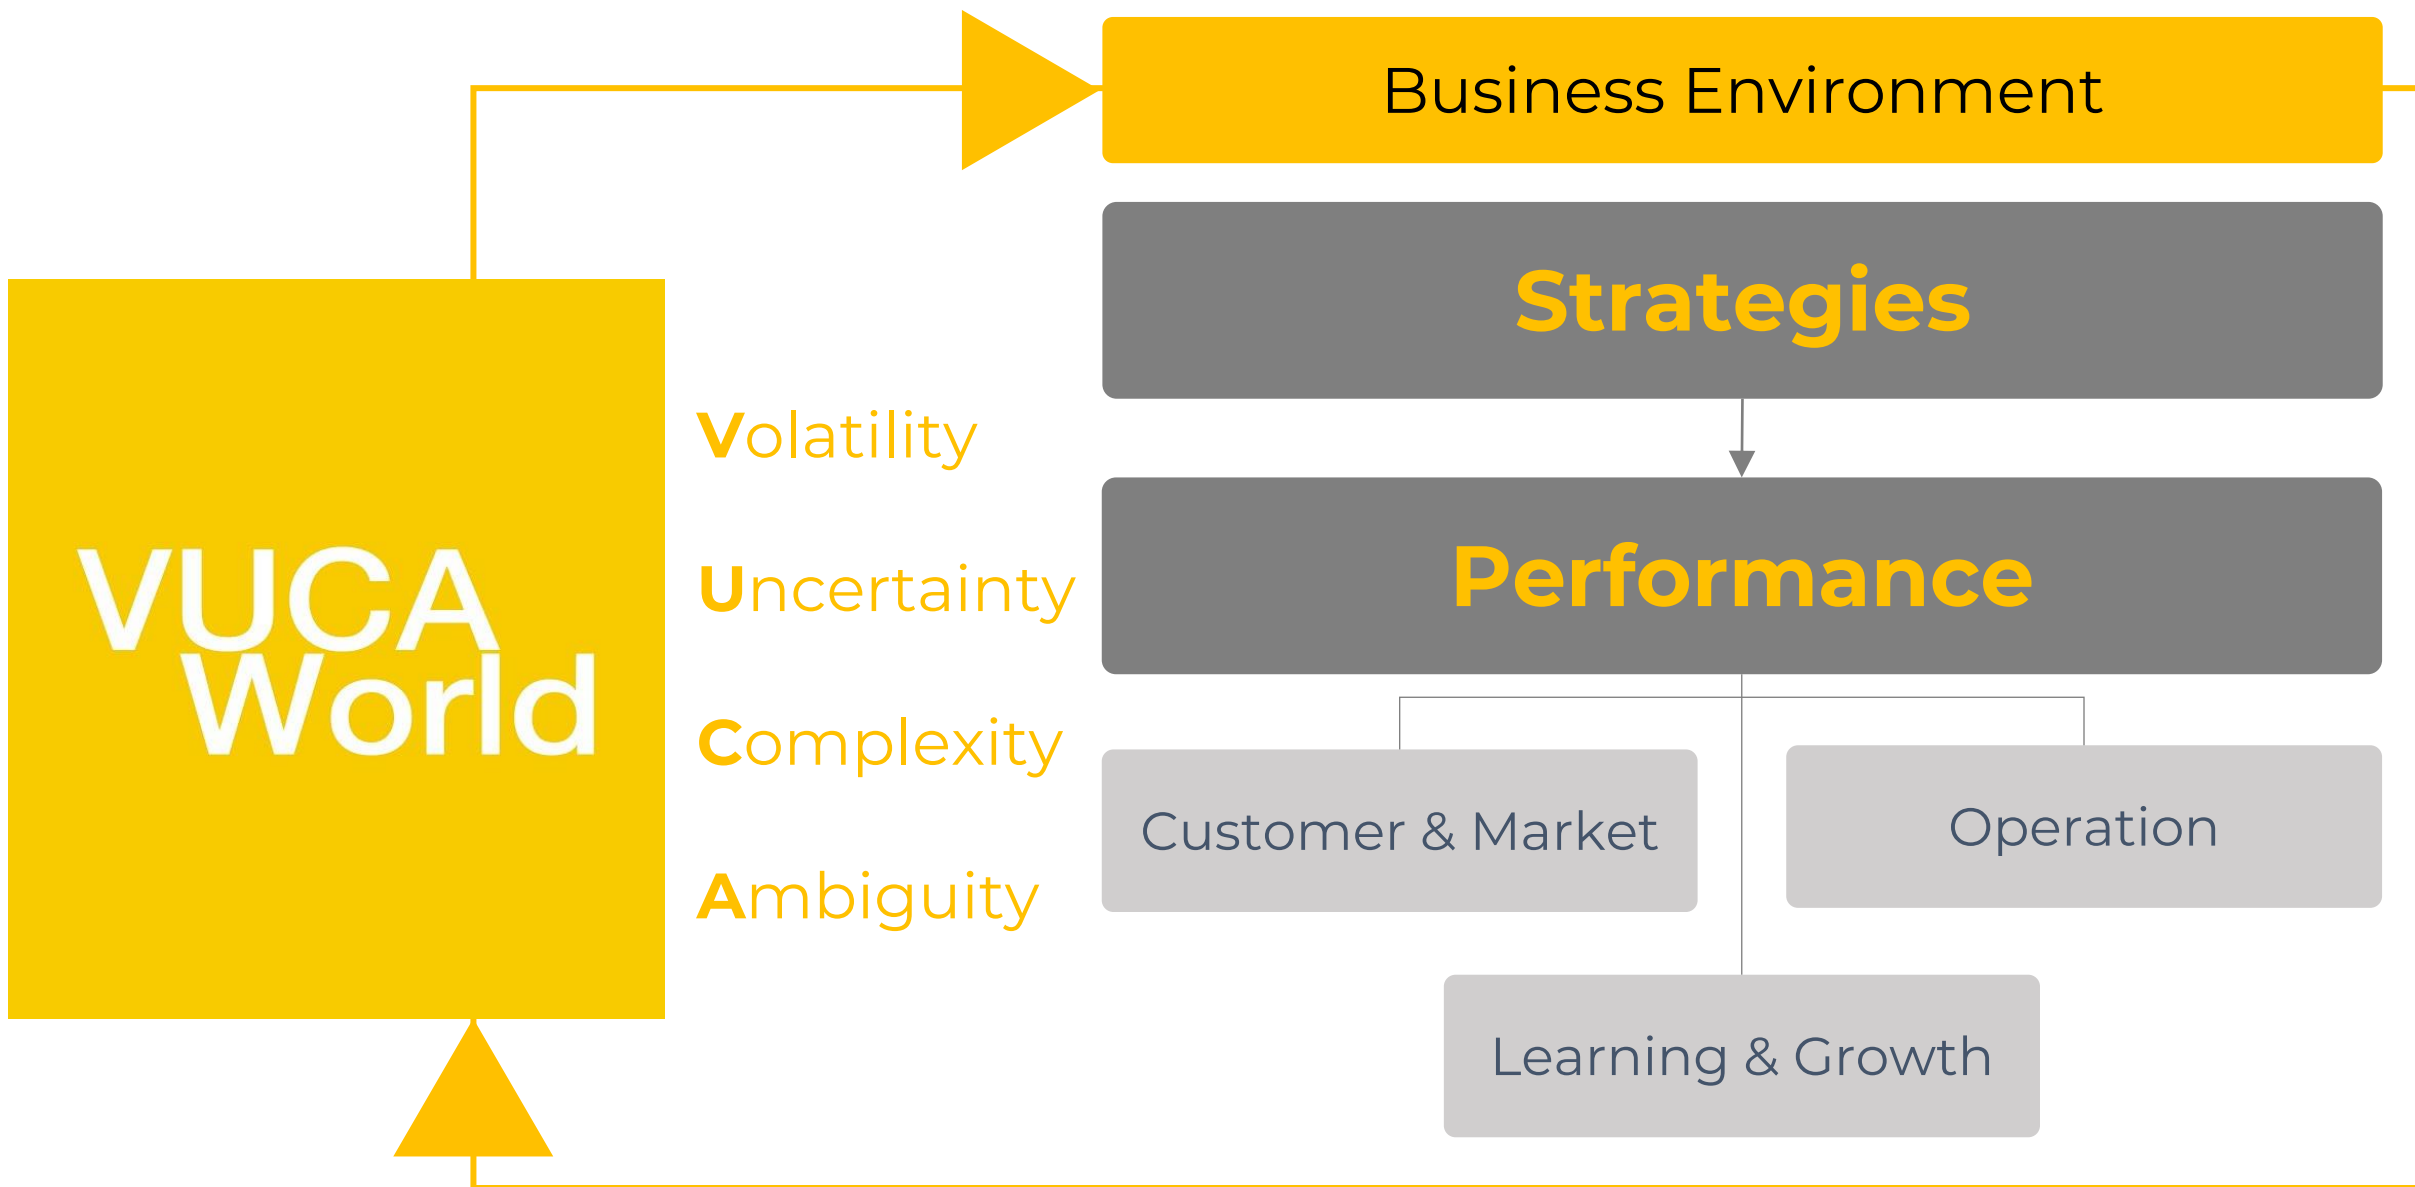 Business Environment
Strategies
Performance
Customer & Market
Operation
Learning & Growth
VUCA
World
Volatility
Uncertainty
Complexity
Ambiguity